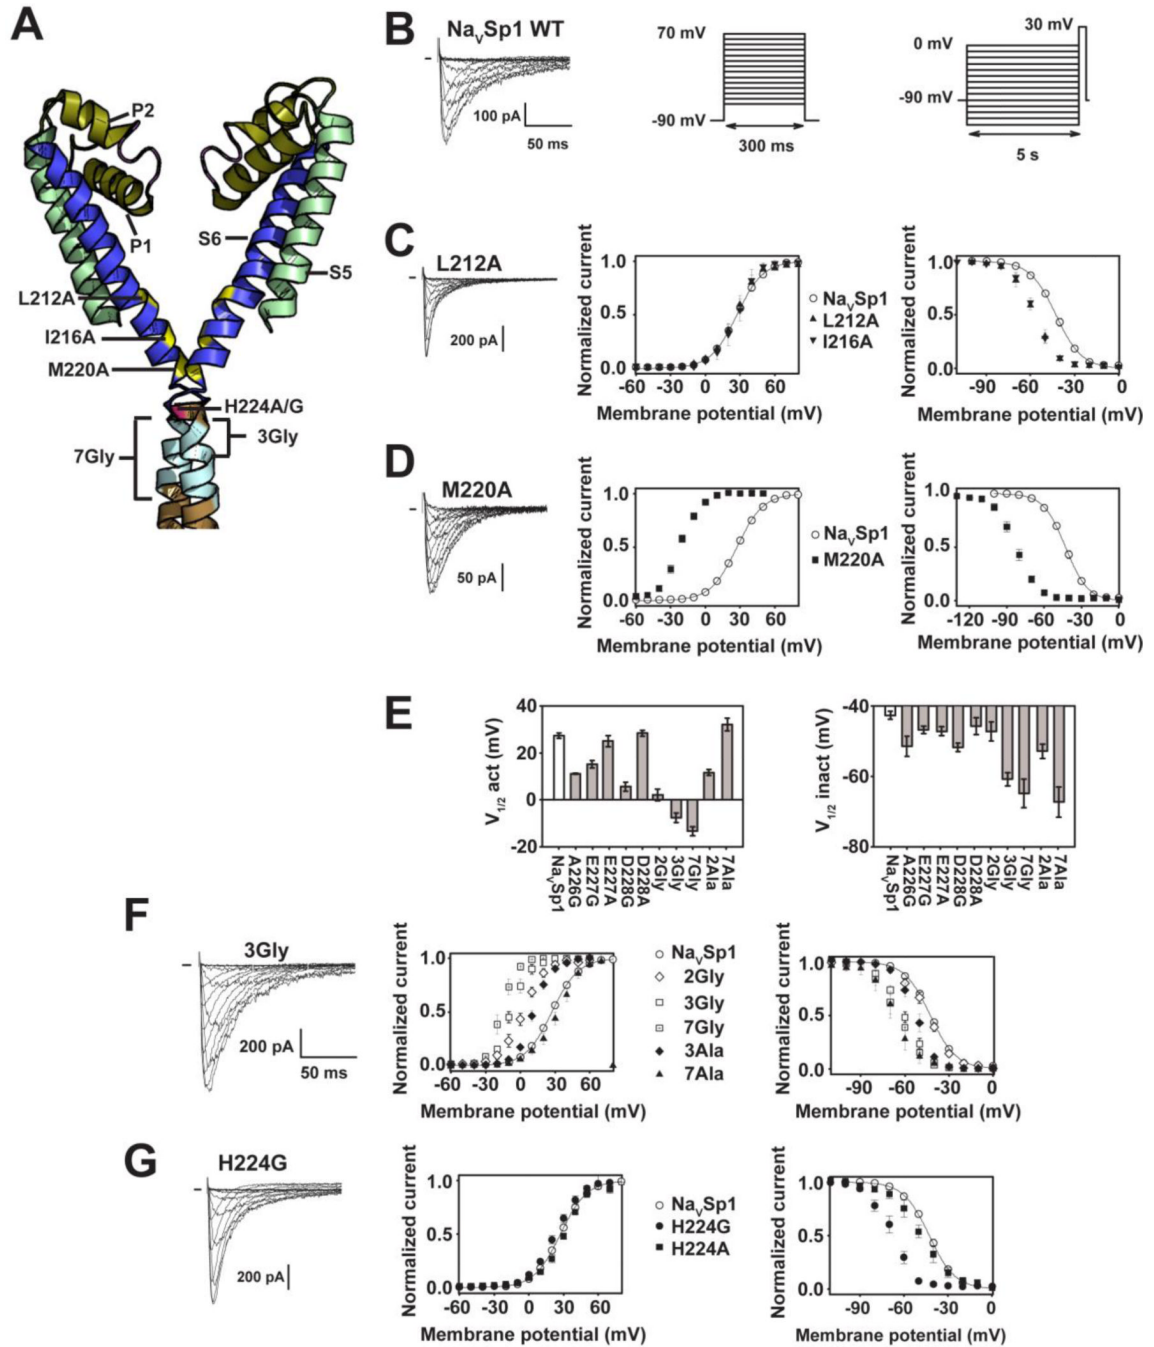 A
P2
P1
S6
S5
L212A
I216A
M220A
H224A/G
3Gly
7Gly
B
NaVSp1 WT
100 pA
50 ms
70 mV
-90 mV
300 ms
30 mV
0 mV
-90 mV
5 s
C
L212A
200 pA
Normalized current
1.0
0.5
0.0
-60 -30 0 30 60
Membrane potential (mV)
NaVSp1
L212A
I216A
Normalized current
1.0
0.5
0.0
-90 -60 -30 0
Membrane potential (mV)
D
M220A
50 pA
Normalized current
1.0
0.5
0.0
-60 -30 0 30 60
Membrane potential (mV)
NaVSp1
M220A
Normalized current
1.0
0.5
0.0
-120 -90 -60 -30 0
Membrane potential (mV)
E
V1/2 act (mV)
40
20
0
-20
NaVSp1
A226G
E227G
E227A
D228G
D228A
2Gly
3Gly
7Gly
2Ala
7Ala
V1/2 inact (mV)
-40
-60
-80
NaVSp1
A226G
E227G
E227A
D228G
D228A
2Gly
3Gly
7Gly
2Ala
7Ala
F
3Gly
200 pA
50 ms
Normalized current
1.0
0.5
0.0
-60 -30 0 30 60
Membrane potential (mV)
NaVSp1
2Gly
3Gly
7Gly
3Ala
7Ala
Normalized current
1.0
0.5
0.0
-90 -60 -30 0
Membrane potential (mV)
G
H224G
200 pA
Normalized current
1.0
0.5
0.0
-60 -30 0 30 60
Membrane potential (mV)
NaVSp1
H224G
H224A
Normalized current
1.0
0.5
0.0
-90 -60 -30 0
Membrane potential (mV)